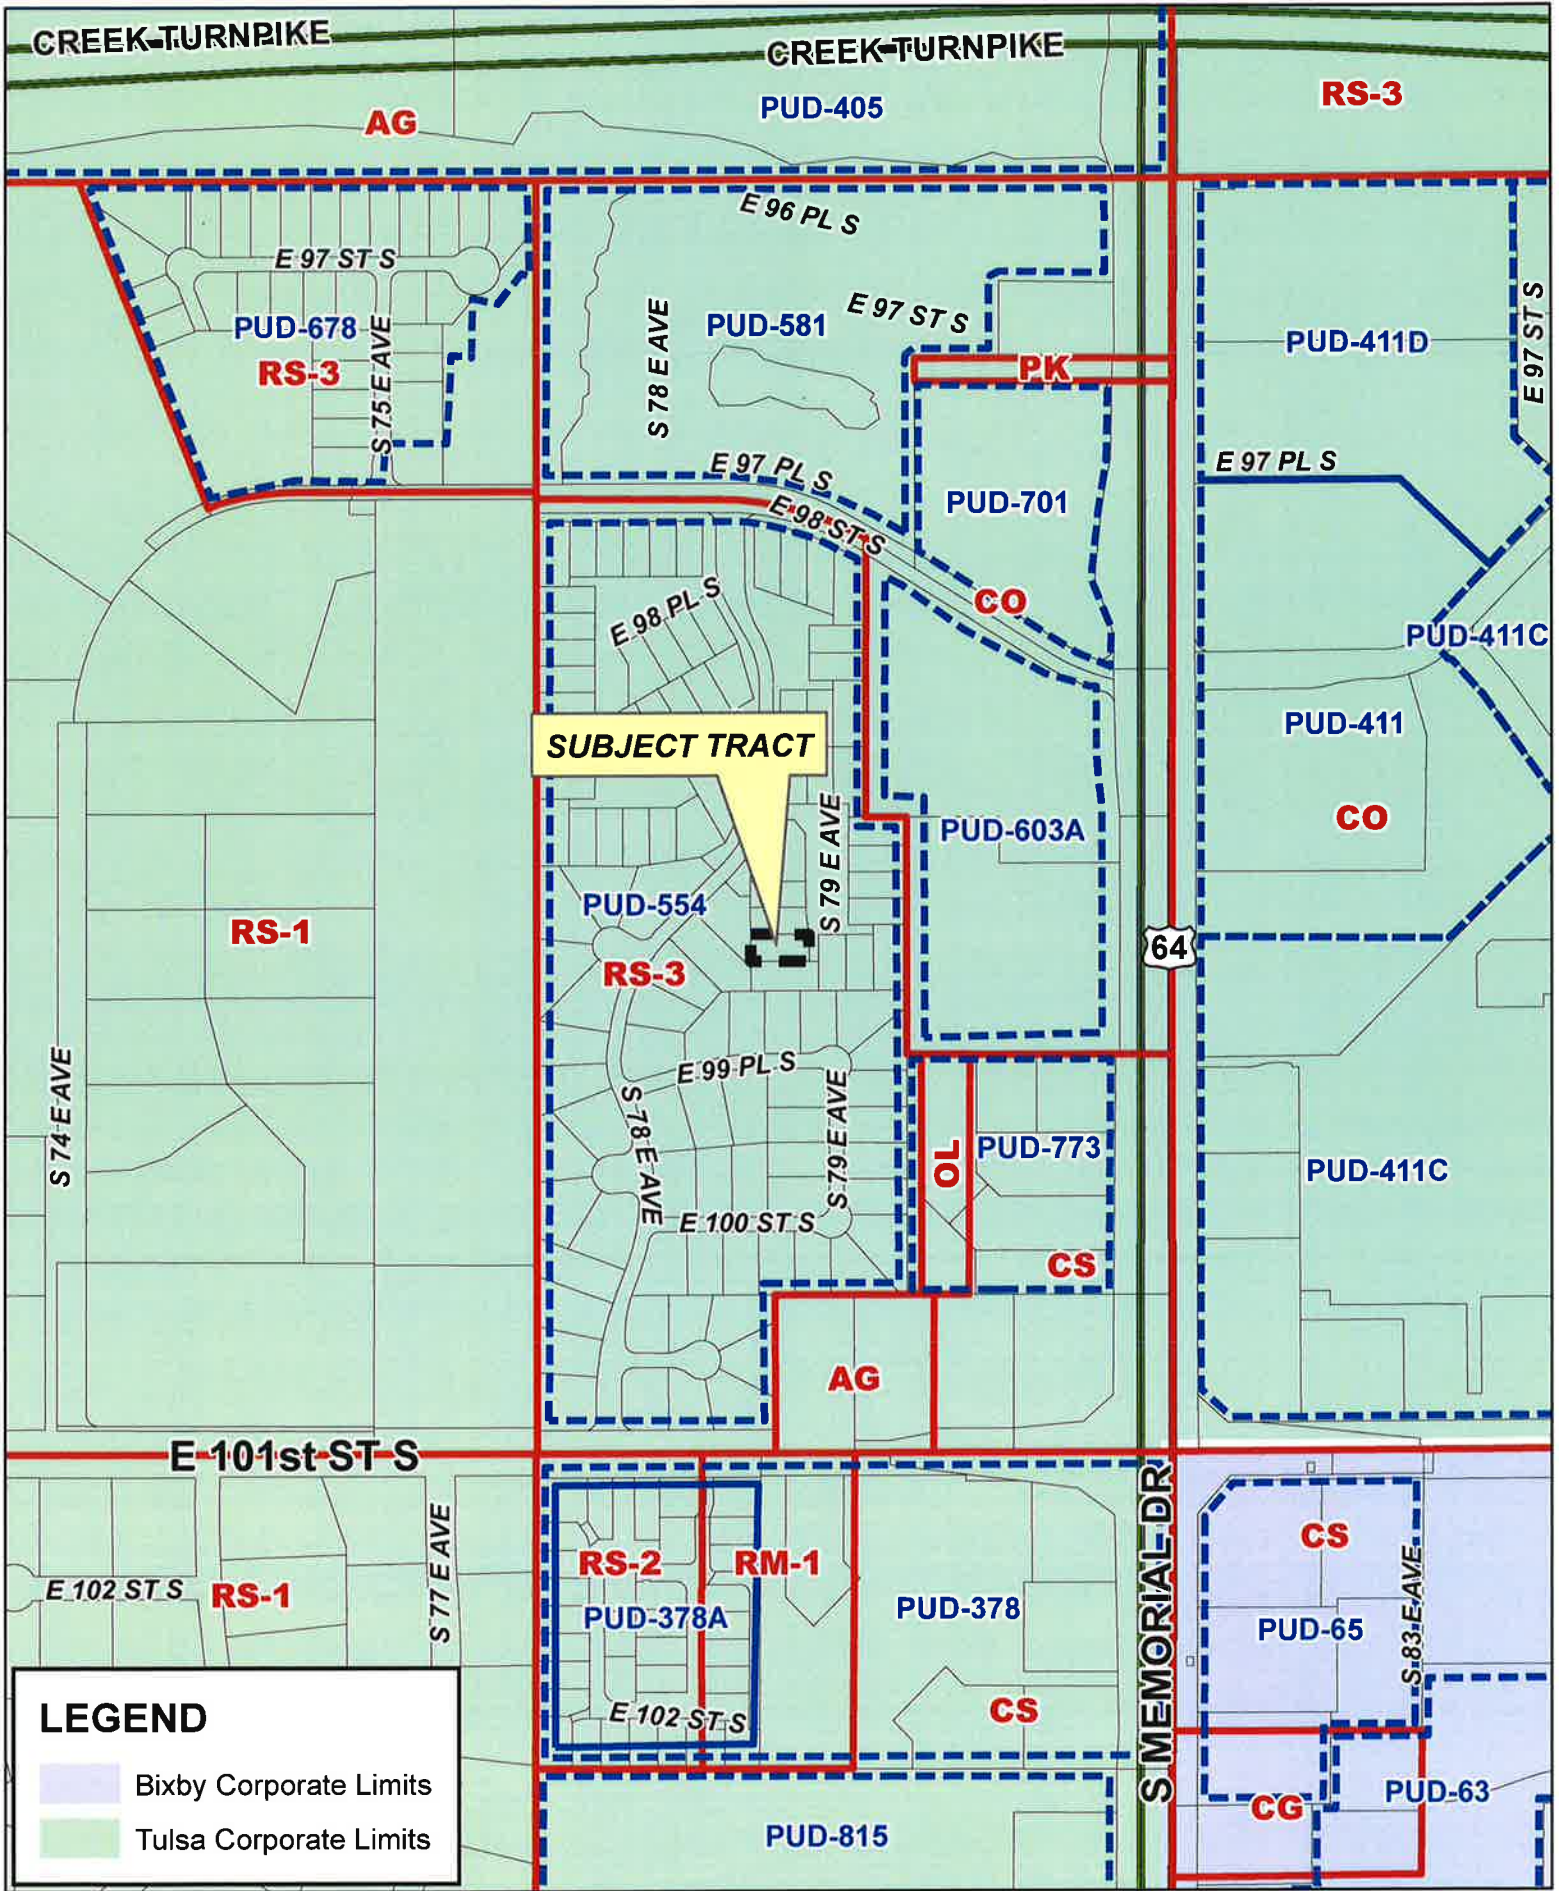 CREEK TURNPIKE
CREEK TURNPIKE
AG
PUD-405
RS-3
E 96 PL S
E 97 ST S
PUD-678
RS-3
S 75 E AVE
S 78 E AVE
PUD-581
E 97 ST S
PK
PUD-411D
E 97 ST S
E 97 PL S
E 97 PL S
E 98 ST S
PUD-701
CO
E 98 PL S
PUD-411C
PUD-411
SUBJECT TRACT
CO
S 79 E AVE
PUD-603A
PUD-554
RS-1
RS-3
64
S 74 E AVE
E 99 PL S
S 78 E AVE
S 79 E AVE
OL
PUD-773
PUD-411C
E 100 ST S
CS
AG
E 101st ST S
S MEMORIAL DR
S 77 E AVE
RS-2
RM-1
CS
E 102 ST S
RS-1
PUD-378A
PUD-378
PUD-65
S 83 E AVE
E 102 ST S
CS
CG
PUD-63
PUD-815
LEGEND
Bixby Corporate Limits
Tulsa Corporate Limits